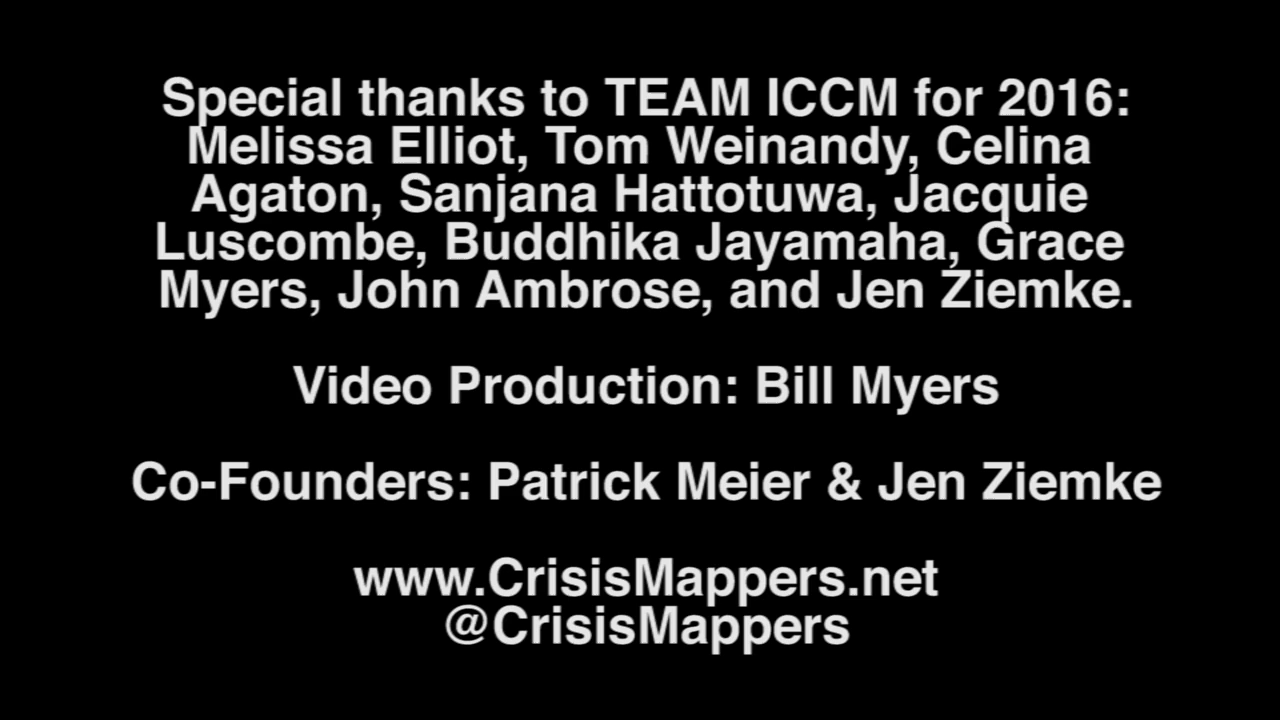 Special thanks to TEAM ICCM for 2016:
Melissa Elliot, Tom Weinandy, Celina
Agaton, Sanjana Hattotuwa, Jacquie
Luscombe, Buddhika Jayamaha, Grace
Myers, John Ambrose, and Jen Ziemke.
Video Production: Bill Myers
Co-Founders: Patrick Meier & Jen Ziemke
www.CrisisMappers.net
@CrisisMappers